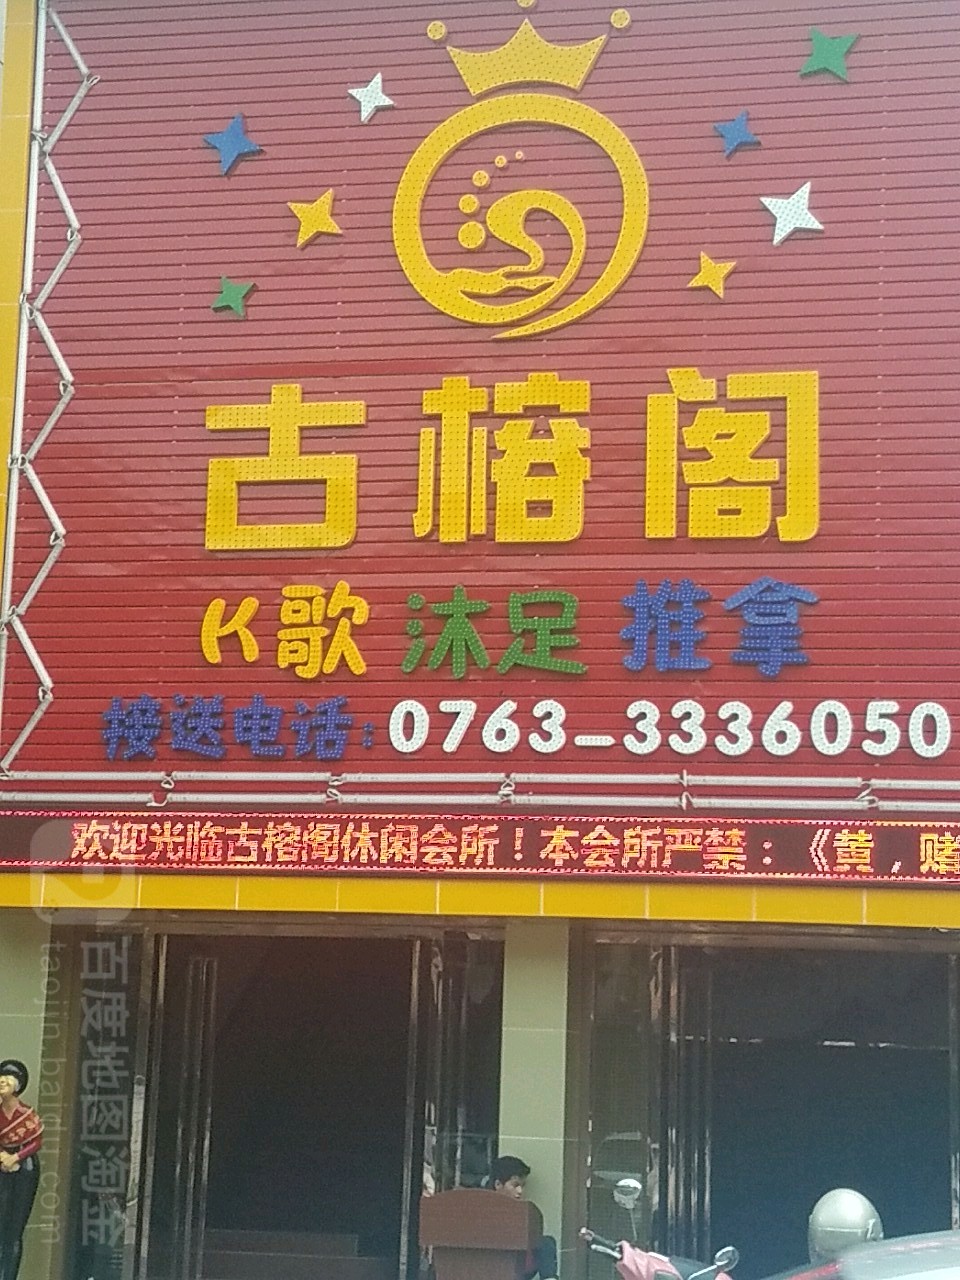 古榕阁
K歌 沐足 推拿
接送电话:0763-3336050
欢迎光临古榕阁休闲会所！本会所严禁：《黄，赌
百度地图淘金
taojin.baidu.com